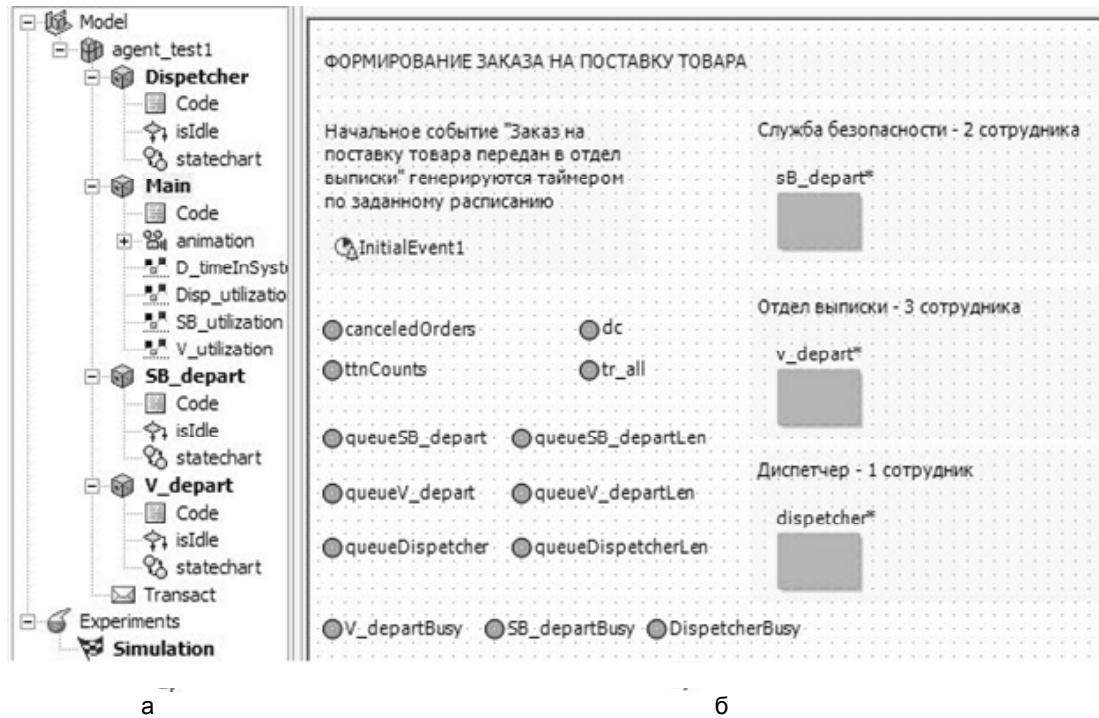 Model
agent_test1
Dispetcher
Code
isIdle
statechart
Main
Code
animation
D_timeInSyst
Disp_utilizatio
SB_utilization
V_utilization
SB_depart
Code
isIdle
statechart
V_depart
Code
isIdle
statechart
Transact
Experiments
Simulation
ФОРМИРОВАНИЕ ЗАКАЗА НА ПОСТАВКУ ТОВАРА
Начальное событие "Заказ на
поставку товара передан в отдел
выписки" генерируются таймером
по заданному расписанию
InitialEvent1
canceledOrders dc
ttnCounts tr_all
queueSB_depart queueSB_departLen
queueV_depart queueV_departLen
queueDispetcher queueDispetcherLen
V_departBusy SB_departBusy DispetcherBusy
Служба безопасности - 2 сотрудника
sB_depart*
Отдел выписки - 3 сотрудника
v_depart*
Диспетчер - 1 сотрудник
dispetcher*
а б